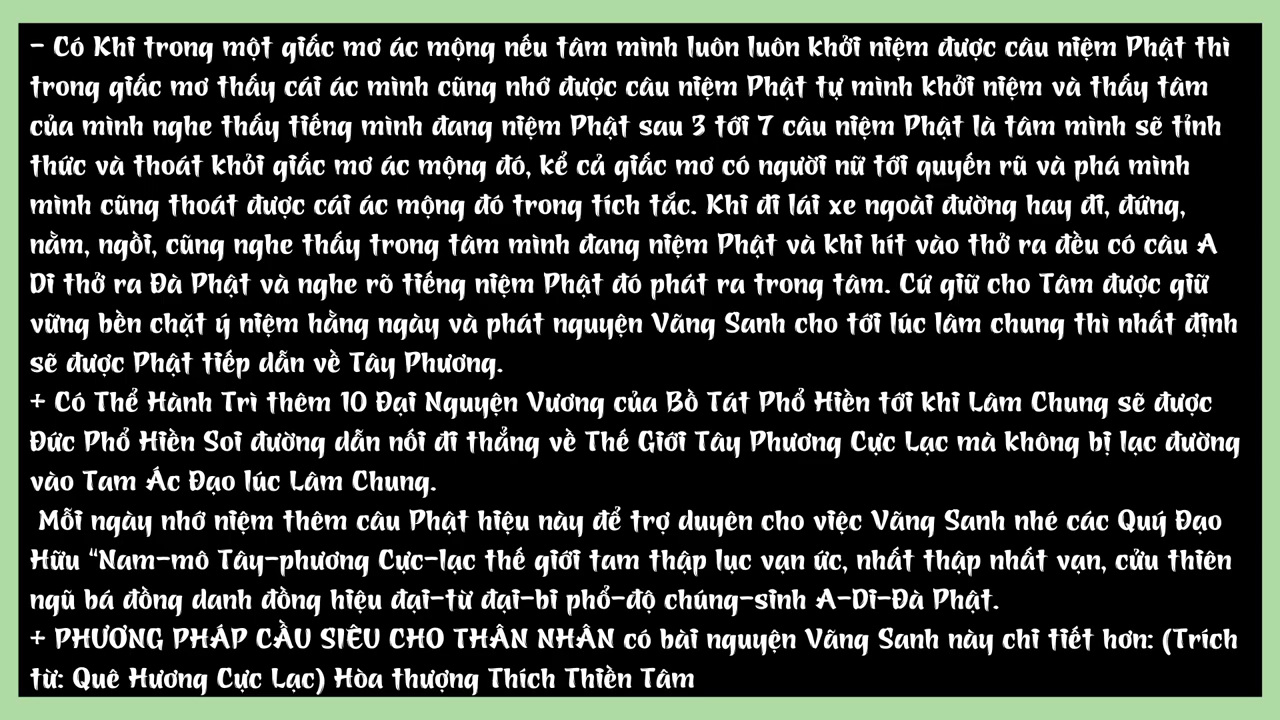 - Có Khi trong một giấc mơ ác mộng nếu tâm mình luôn luôn khởi niệm được câu niệm Phật thì
trong giấc mơ thấy cái ác mình cũng nhớ được câu niệm Phật tự mình khởi niệm và thấy tâm
của mình nghe thấy tiếng mình đang niệm Phật sau 3 tới 7 câu niệm Phật là tâm mình sẽ tỉnh
thức và thoát khỏi giấc mơ ác mộng đó, kể cả giấc mơ có người nữ tới quyến rũ và phá mình
mình cũng thoát được cái ác mộng đó trong tích tắc. Khi đi lái xe ngoài đường hay đi, đứng,
nằm, ngồi, cũng nghe thấy trong tâm mình đang niệm Phật và khi hít vào thở ra đều có câu A
Di thở ra Đà Phật và nghe rõ tiếng niệm Phật đó phát ra trong tâm. Cứ giữ cho Tâm được giữ
vững bền chặt ý niệm hằng ngày và phát nguyện Vãng Sanh cho tới lúc lâm chung thì nhất định
sẽ được Phật tiếp dẫn về Tây Phương.
+ Có Thể Hành Trì thêm 10 Đại Nguyện Vương của Bồ Tát Phổ Hiền tới khi Lâm Chung sẽ được
Đức Phổ Hiền Soi đường dẫn nối đi thẳng về Thế Giới Tây Phương Cực Lạc mà không bị lạc đường
vào Tam Ác Đạo lúc Lâm Chung.
Mỗi ngày nhớ niệm thêm câu Phật hiệu này để trợ duyên cho việc Vãng Sanh nhé các Quý Đạo
Hữu "Nam-mô Tây-phương Cực-lạc thế giới tam thập lục vạn ức, nhất thập nhất vạn, cửu thiên
ngũ bá đồng danh đồng hiệu đại-từ đại-bi phổ-độ chúng-sinh A-Di-Đà Phật.
+ PHƯƠNG PHÁP CẦU SIÊU CHO THÂN NHÂN có bài nguyện Vãng Sanh này chi tiết hơn: (Trích
từ: Quê Hương Cực Lạc) Hòa thượng Thích Thiền Tâm